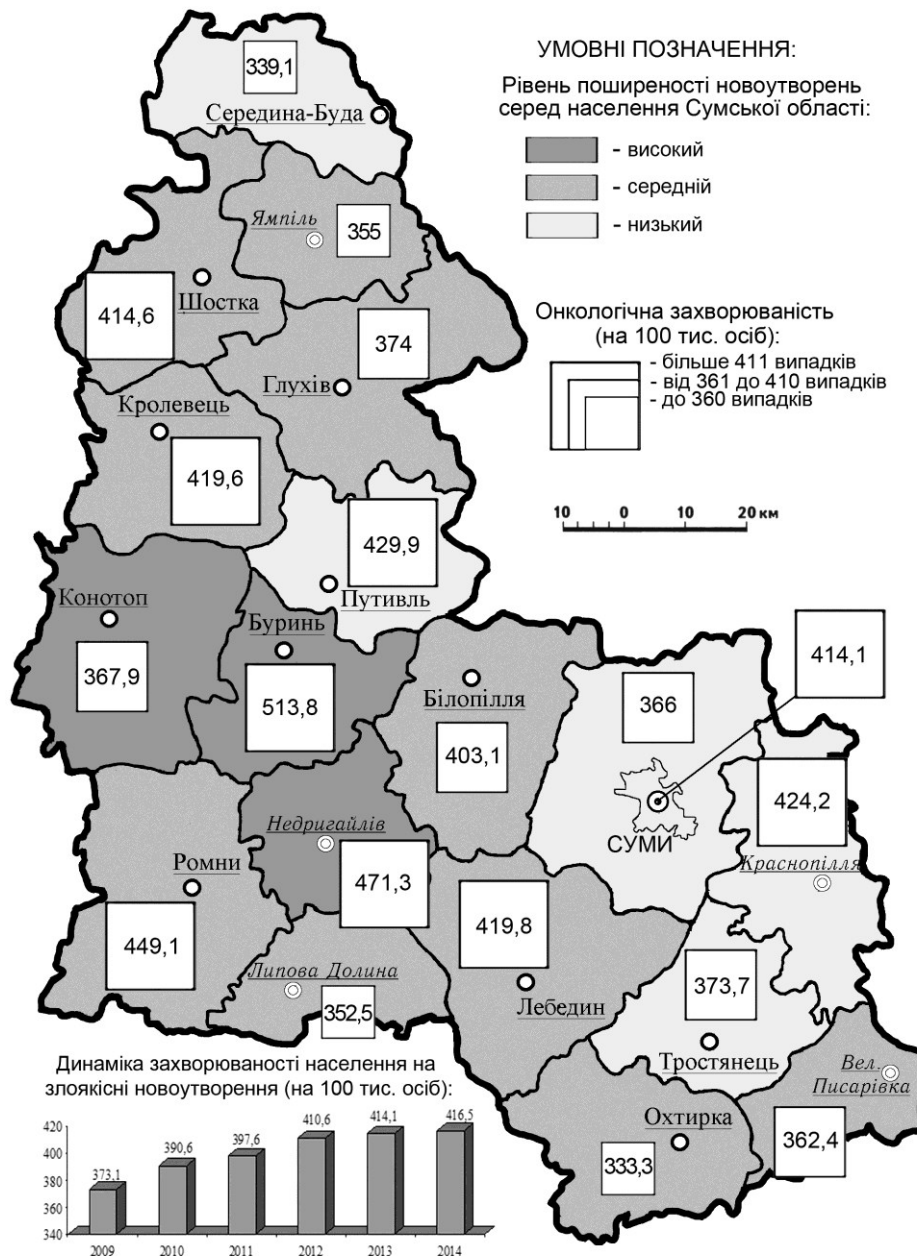 УМОВНІ ПОЗНАЧЕННЯ:
Рівень поширеності новоутворень
серед населення Сумської області:
- високий
- середній
- низький
Онкологічна захворюваність
(на 100 тис. осіб):
- більше 411 випадків
- від 361 до 410 випадків
- до 360 випадків
10 0 10 20 км
339,1
Середина-Буда
Ямпіль
355
Шостка
414,6
374
Глухів
Кролевець
419,6
429,9
Путивль
Конотоп
367,9
Буринь
513,8
Білопілля
403,1
366
414,1
СУМИ
424,2
Краснопілля
Недригайлів
471,3
Ромни
449,1
419,8
Лебедин
Липова Долина
352,5
373,7
Тростянець
Вел.
Писарівка
362,4
Охтирка
333,3
Динаміка захворюваності населення на
злоякісні новоутворення (на 100 тис. осіб):
420
400
380
360
340
373,1
390,6
397,6
410,6
414,1
416,5
2009 2010 2011 2012 2013 2014